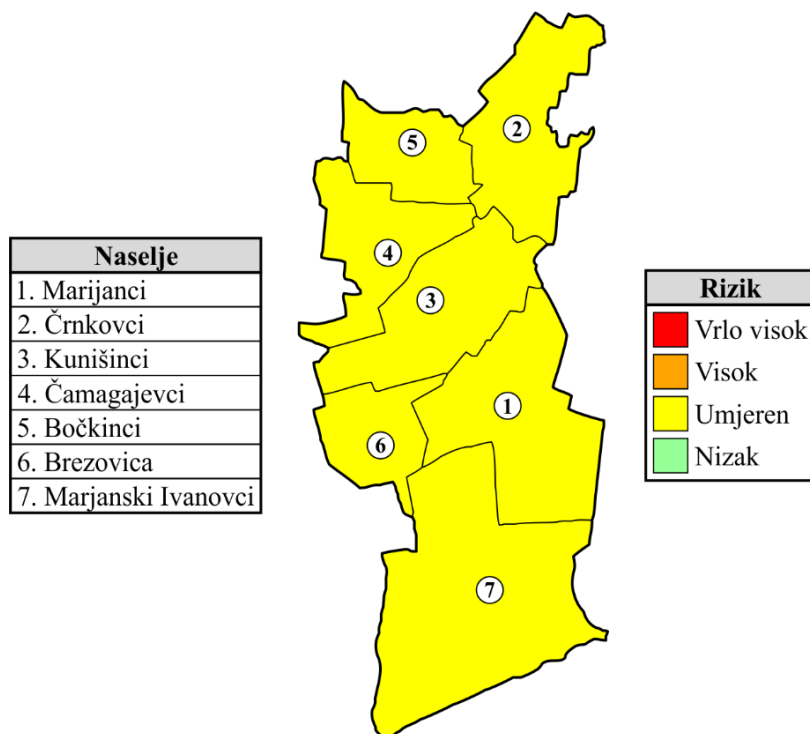 Naselje
1. Marijanci
2. Črnkovci
3. Kunišinci
4. Čamagajevci
5. Bočkinci
6. Brezovica
7. Marjanski Ivanovci
2
5
4
3
1
6
7
Rizik
Vrlo visok
Visok
Umjeren
Nizak